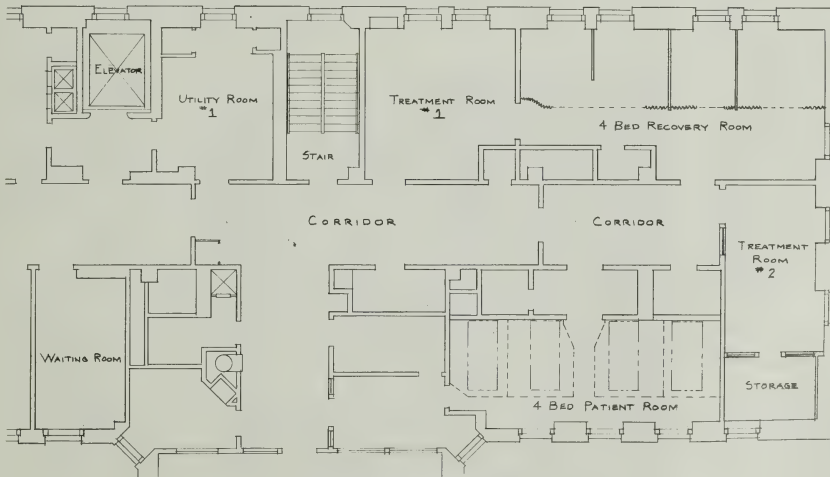 ELEVATOR
UTILITY ROOM
#1
STAIR
TREATMENT ROOM
#1
4 BED RECOVERY ROOM
CORRIDOR
CORRIDOR
TREATMENT
ROOM
#2
WAITING ROOM
STORAGE
4 BED PATIENT ROOM